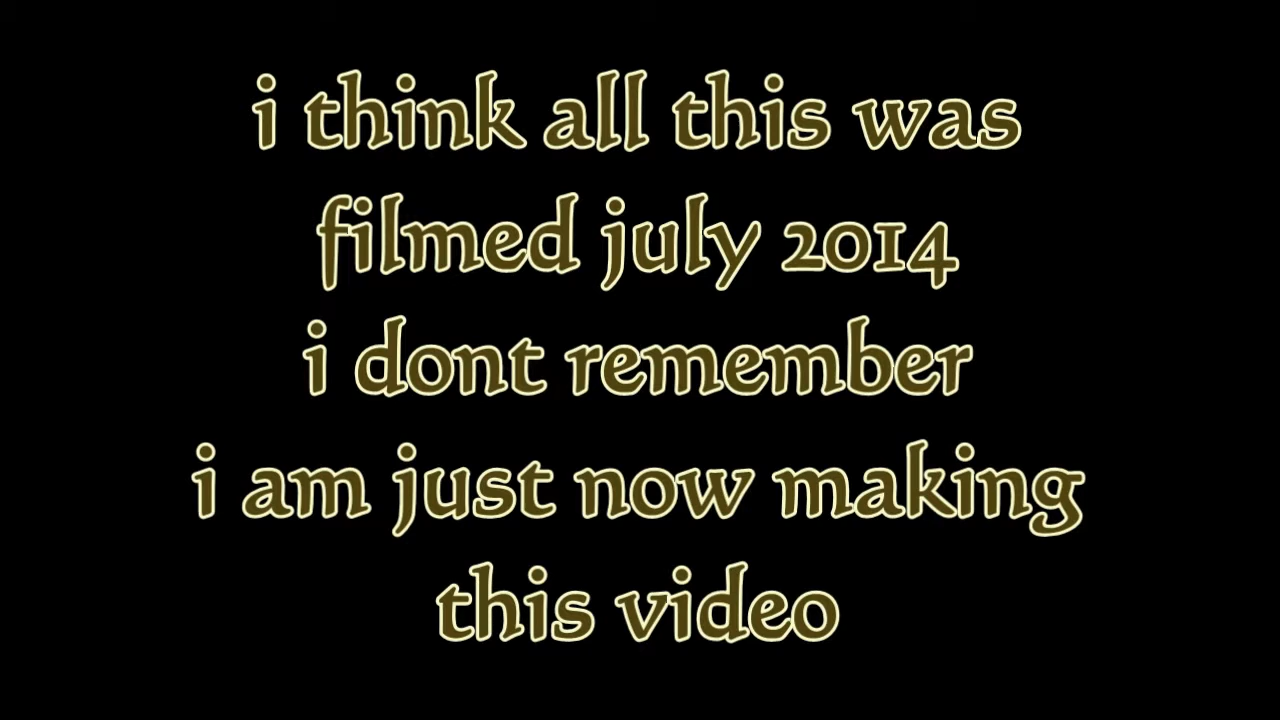 i think all this was
filmed july 2014
i dont remember
i am just now making
this video